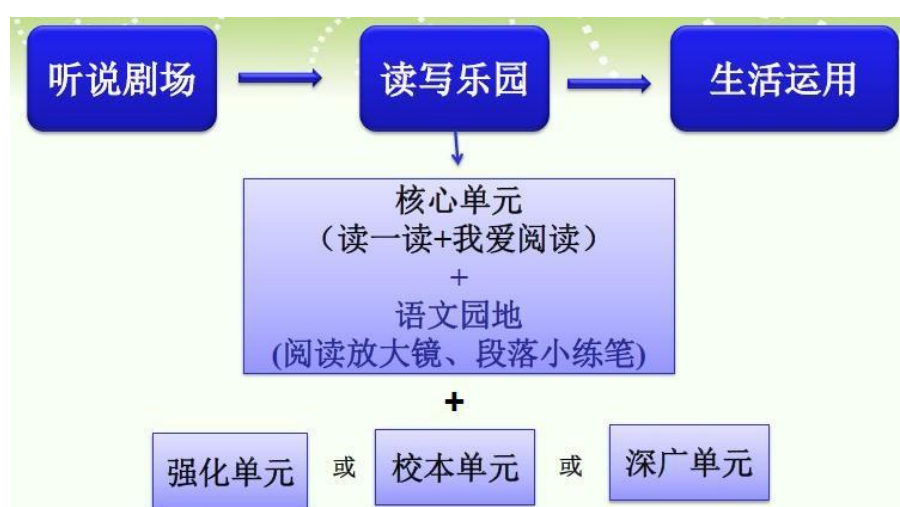 听说剧场
读写乐园
生活运用
核心单元
（读一读+我爱阅读）
+
语文园地
(阅读放大镜、段落小练笔)
+
强化单元 或 校本单元 或 深广单元